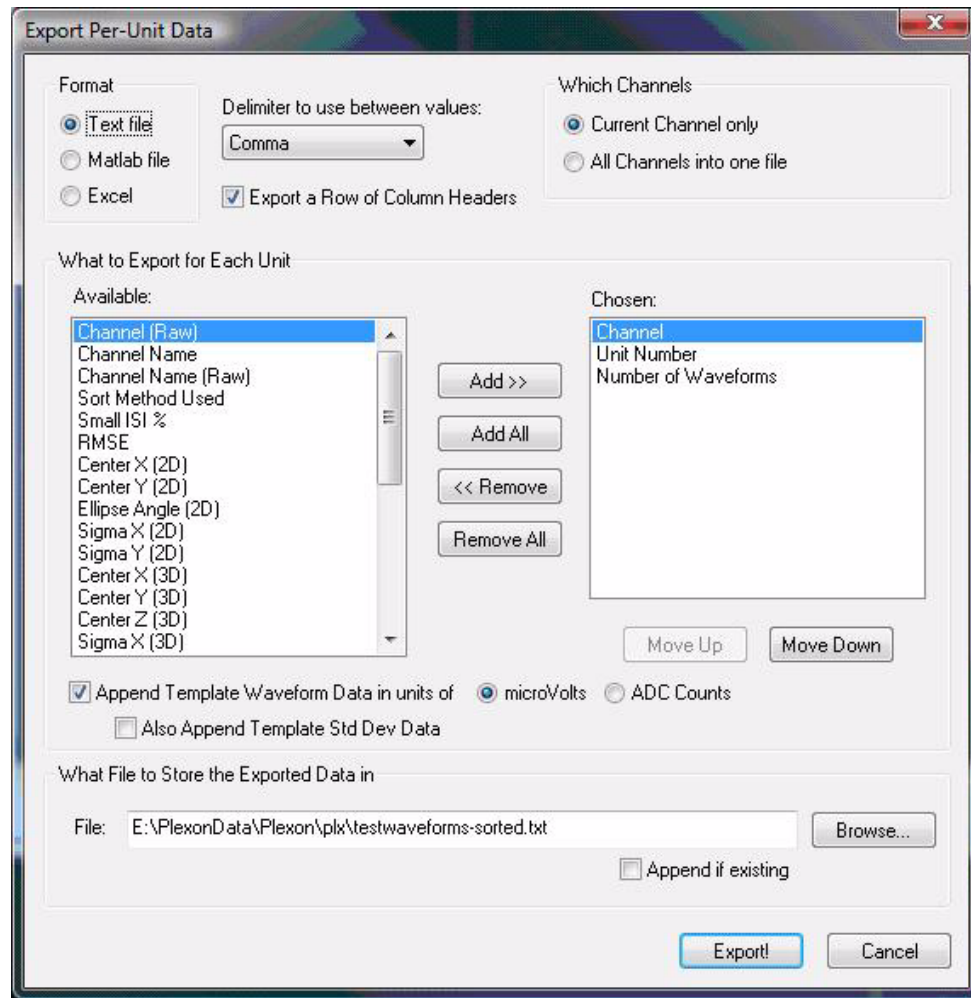 Export Per-Unit Data
Format
Text file
Matlab file
Excel
Delimiter to use between values:
Comma
Export a Row of Column Headers
Which Channels
Current Channel only
All Channels into one file
What to Export for Each Unit
Available:
Channel (Raw)
Channel Name
Channel Name (Raw)
Sort Method Used
Small ISI %
RMSE
Center X (2D)
Center Y (2D)
Ellipse Angle (2D)
Sigma X (2D)
Sigma Y (2D)
Center X (3D)
Center Y (3D)
Center Z (3D)
Sigma X (3D)
Add >>
Add All
<< Remove
Remove All
Chosen:
Channel
Unit Number
Number of Waveforms
Move Up
Move Down
Append Template Waveform Data in units of
microVolts
ADC Counts
Also Append Template Std Dev Data
What File to Store the Exported Data in
File:
E:\PlexonData\Plexon\plx\testwaveforms-sorted.txt
Browse...
Append if existing
Export!
Cancel